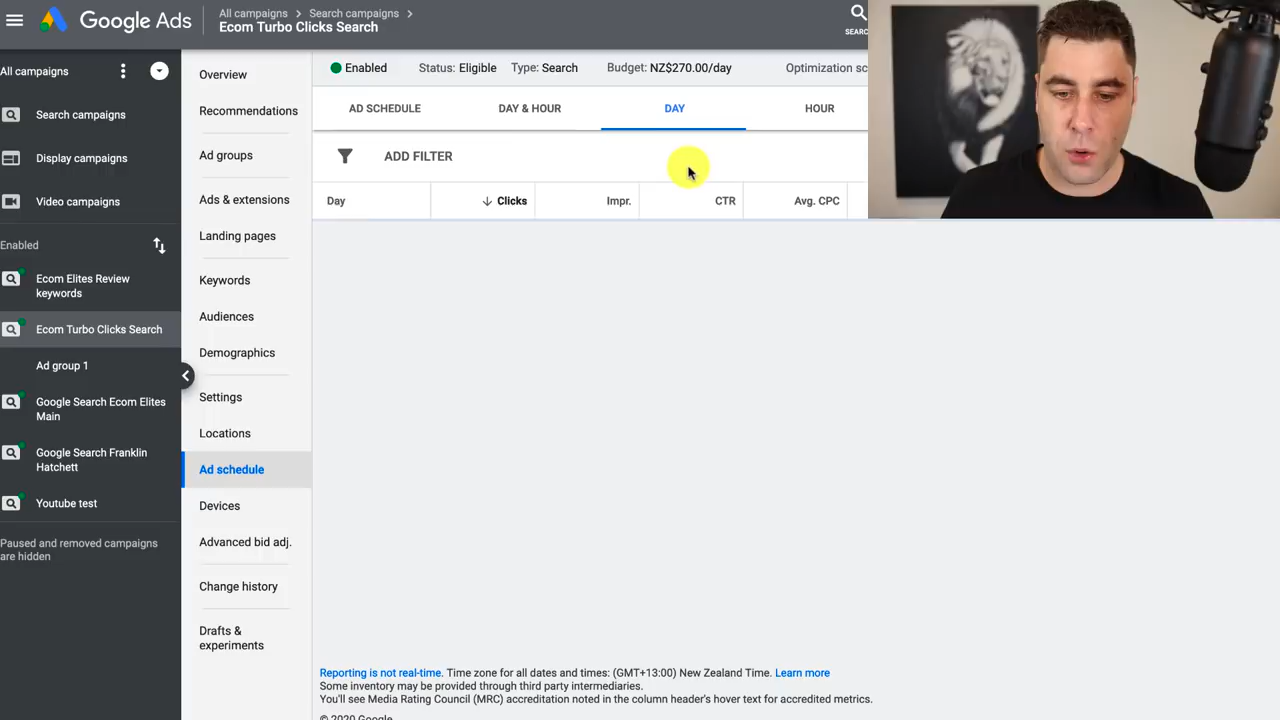 Google Ads
All campaigns
Search campaigns
Ecom Turbo Clicks Search
All campaigns
Search campaigns
Display campaigns
Video campaigns
Enabled
Ecom Elites Review
keywords
Ecom Turbo Clicks Search
Ad group 1
Google Search Ecom Elites
Main
Google Search Franklin
Hatchett
Youtube test
Paused and removed campaigns
are hidden
Overview
Recommendations
Ad groups
Ads & extensions
Landing pages
Keywords
Audiences
Demographics
Settings
Locations
Ad schedule
Devices
Advanced bid adj.
Change history
Drafts &
experiments
Enabled Status: Eligible Type: Search Budget: NZ$270.00/day Optimization sc
AD SCHEDULE DAY & HOUR DAY HOUR
ADD FILTER
Day Clicks Impr. CTR Avg. CPC
Reporting is not real-time. Time zone for all dates and times: (GMT+13:00) New Zealand Time. Learn more
Some inventory may be provided through third party intermediaries.
You'll see Media Rating Council (MRC) accreditation noted in the column header's hover text for accredited metrics.
© 2020 Google